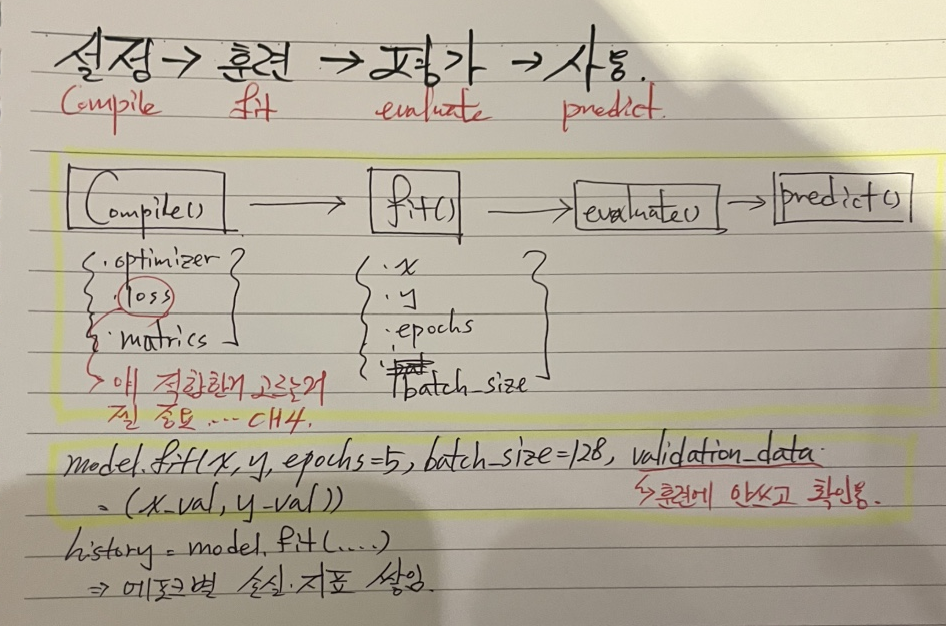 설정 → 훈련 → 평가 → 사용.
Compile fit evaluate predict.
Compile() → fit() → evaluate() → predict()
{ · optimizer } { · x }
· loss · y
· matrics · epochs
· batch_size
↳ 얘 적합한거 고르는거
젤 중요 .... CH4.
model.fit(x, y, epochs=5, batch_size=128, validation_data
= (x_val, y_val))
↳ 훈련에 안쓰고 확인용.
history = model.fit(....)
⇒ 에포크별 손실·지표 쌓임.